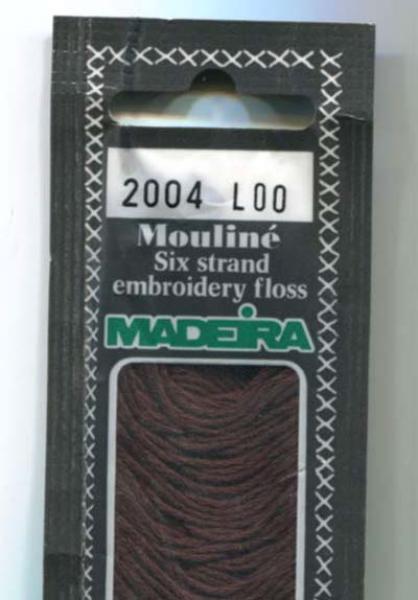 2004 L00
Mouliné
Six strand
embroidery floss
MADEIRA